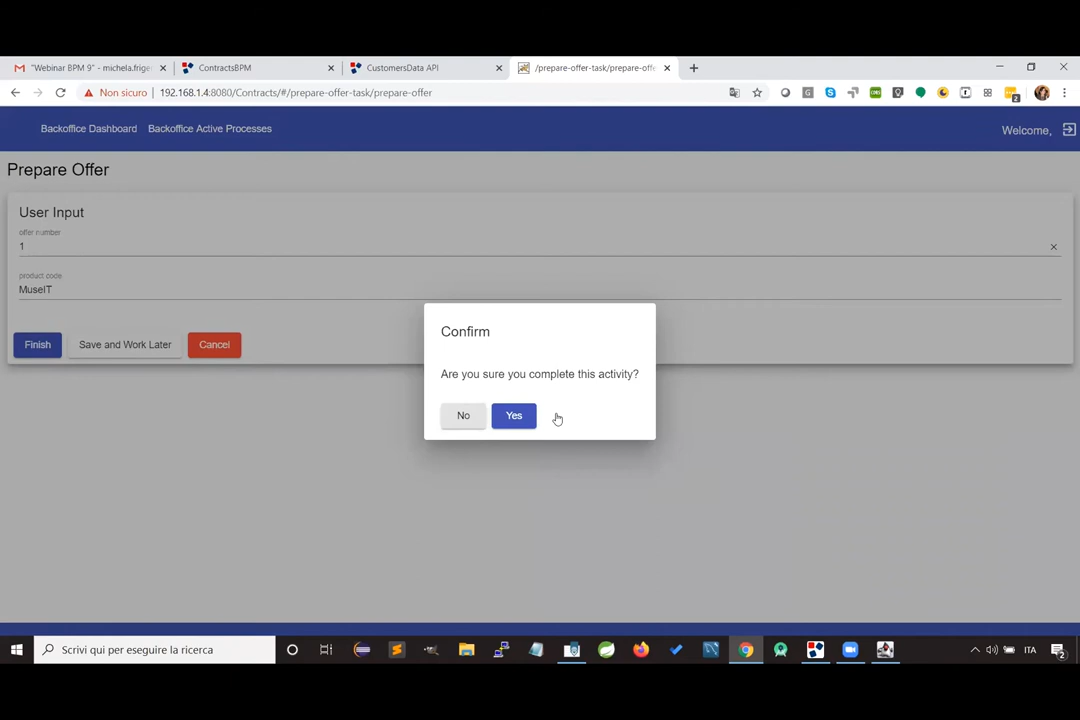 "Webinar BPM 9" - michela.frige
ContractsBPM
CustomersData API
/prepare-offer-task/prepare-offe
Non sicuro
192.168.1.4:8080/Contracts/#/prepare-offer-task/prepare-offer
Backoffice Dashboard
Backoffice Active Processes
Welcome,
Prepare Offer
User Input
offer number
1
product code
MuseIT
Finish
Save and Work Later
Cancel
Confirm
Are you sure you complete this activity?
No
Yes
Scrivi qui per eseguire la ricerca
ITA
2